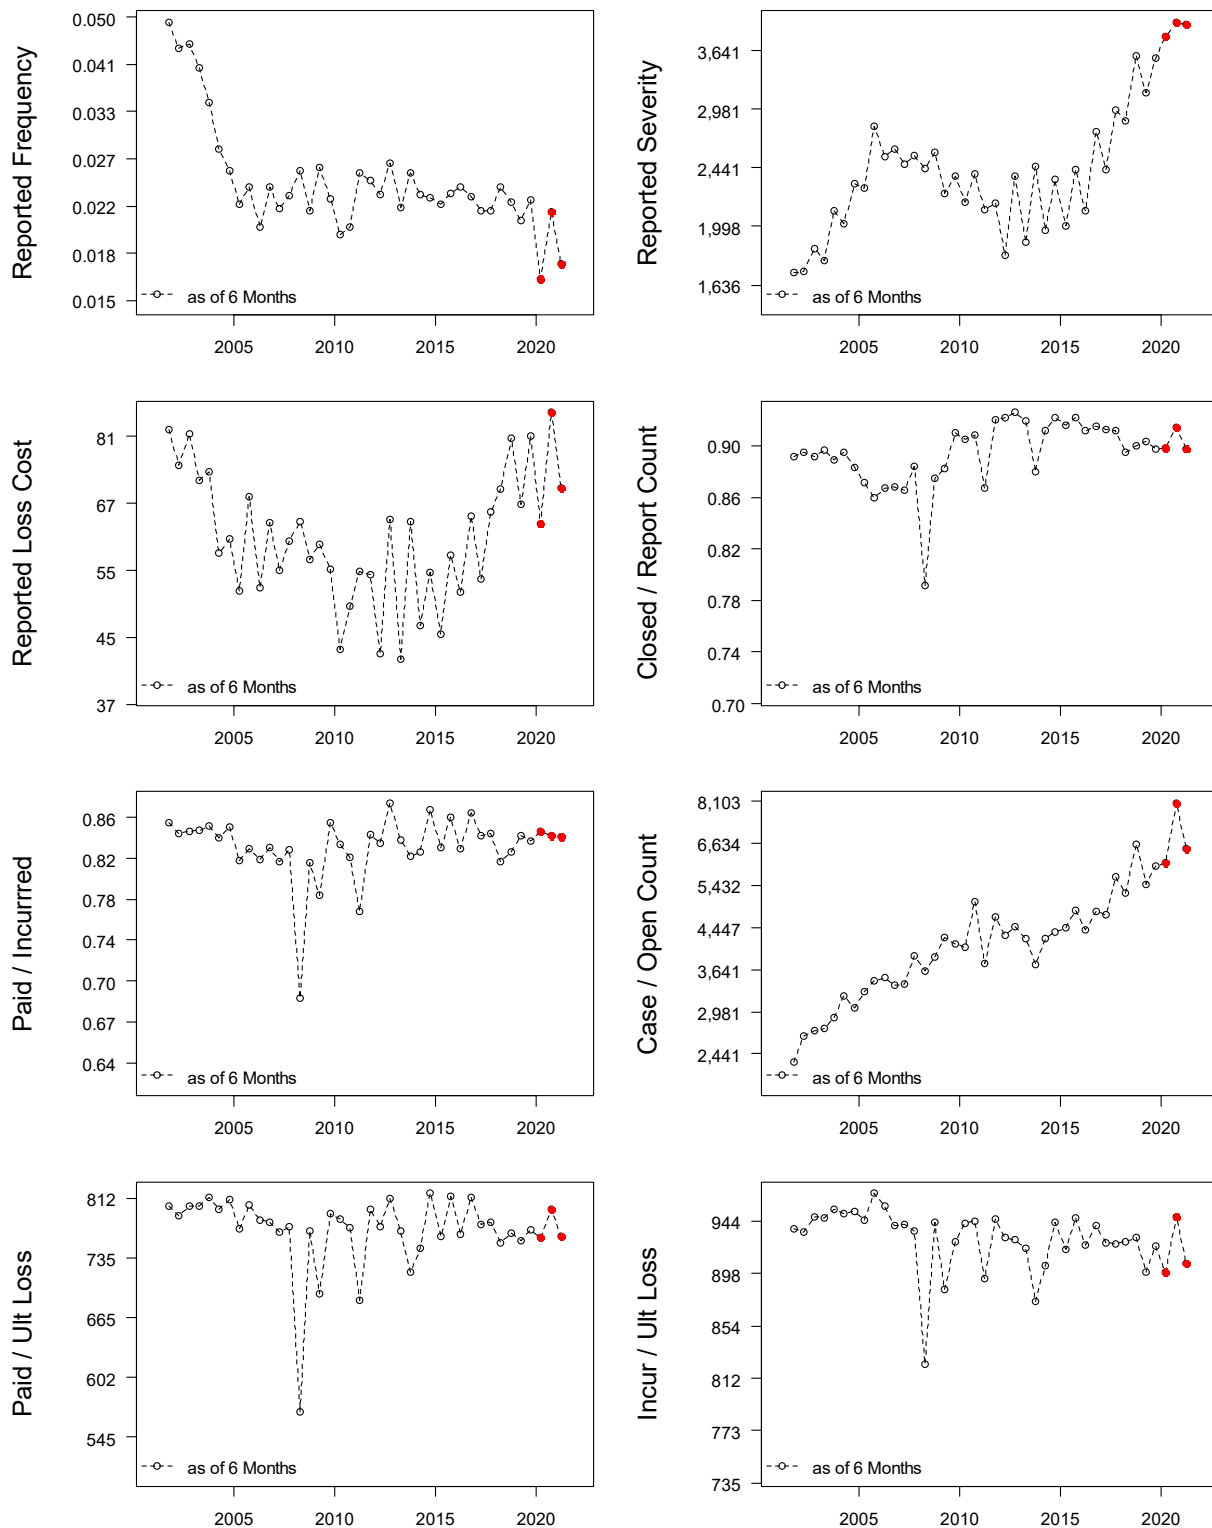 Reported Frequency
0.050
0.041
0.033
0.027
0.022
0.018
0.015
as of 6 Months
2005 2010 2015 2020
Reported Severity
3,641
2,981
2,441
1,998
1,636
as of 6 Months
2005 2010 2015 2020
Reported Loss Cost
81
67
55
45
37
as of 6 Months
2005 2010 2015 2020
Closed / Report Count
0.90
0.86
0.82
0.78
0.74
0.70
as of 6 Months
2005 2010 2015 2020
Paid / Incurrred
0.86
0.82
0.78
0.74
0.70
0.67
0.64
as of 6 Months
2005 2010 2015 2020
Case / Open Count
8,103
6,634
5,432
4,447
3,641
2,981
2,441
as of 6 Months
2005 2010 2015 2020
Paid / Ult Loss
812
735
665
602
545
as of 6 Months
2005 2010 2015 2020
Incur / Ult Loss
944
898
854
812
773
735
as of 6 Months
2005 2010 2015 2020